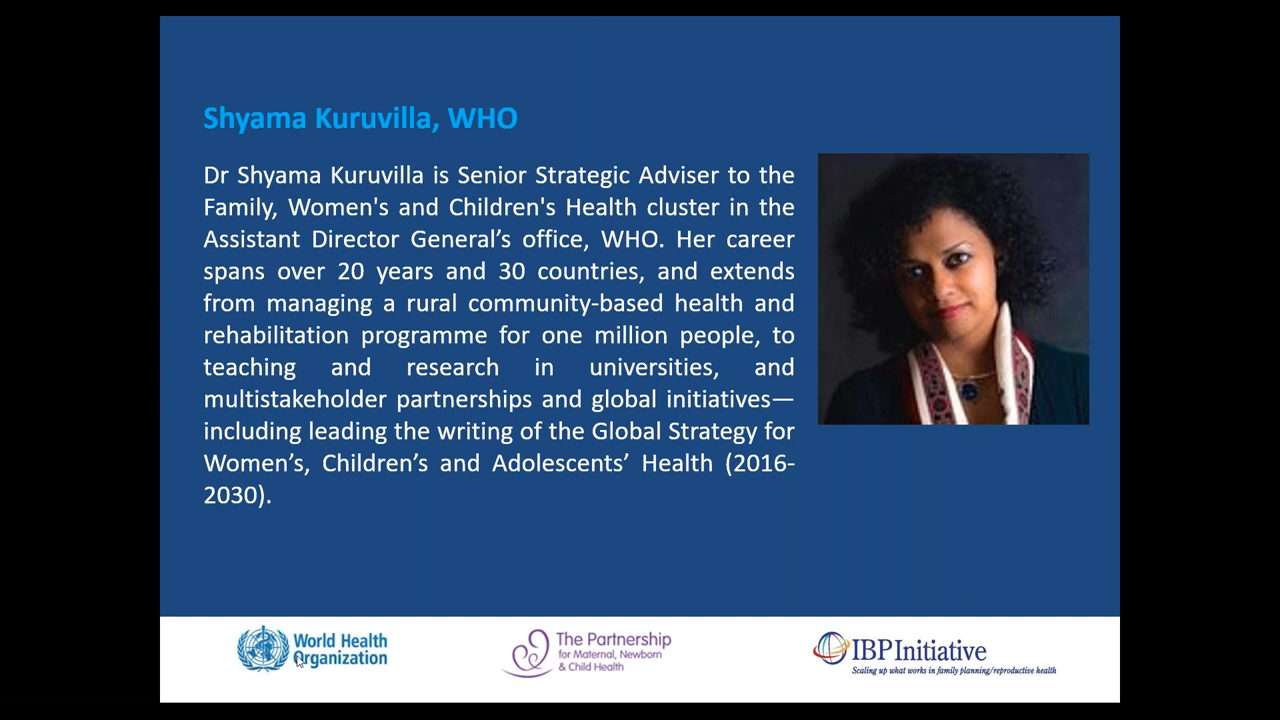 Shyama Kuruvilla, WHO
Dr Shyama Kuruvilla is Senior Strategic Adviser to the
Family, Women's and Children's Health cluster in the
Assistant Director General’s office, WHO. Her career
spans over 20 years and 30 countries, and extends
from managing a rural community-based health and
rehabilitation programme for one million people, to
teaching and research in universities, and
multistakeholder partnerships and global initiatives—
including leading the writing of the Global Strategy for
Women’s, Children’s and Adolescents’ Health (2016-
2030).
World Health
Organization
The Partnership
for Maternal, Newborn
& Child Health
IBPInitiative
Scaling up what works in family planning/reproductive health